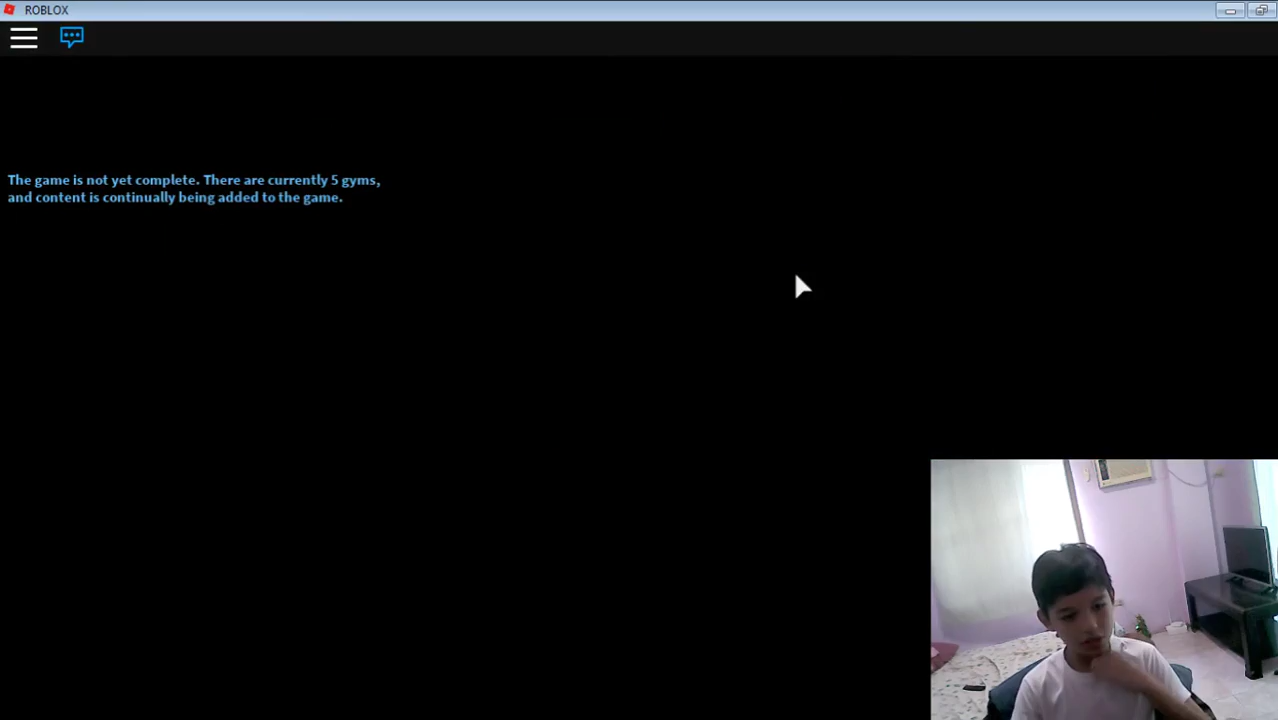 ROBLOX
The game is not yet complete. There are currently 5 gyms,
and content is continually being added to the game.